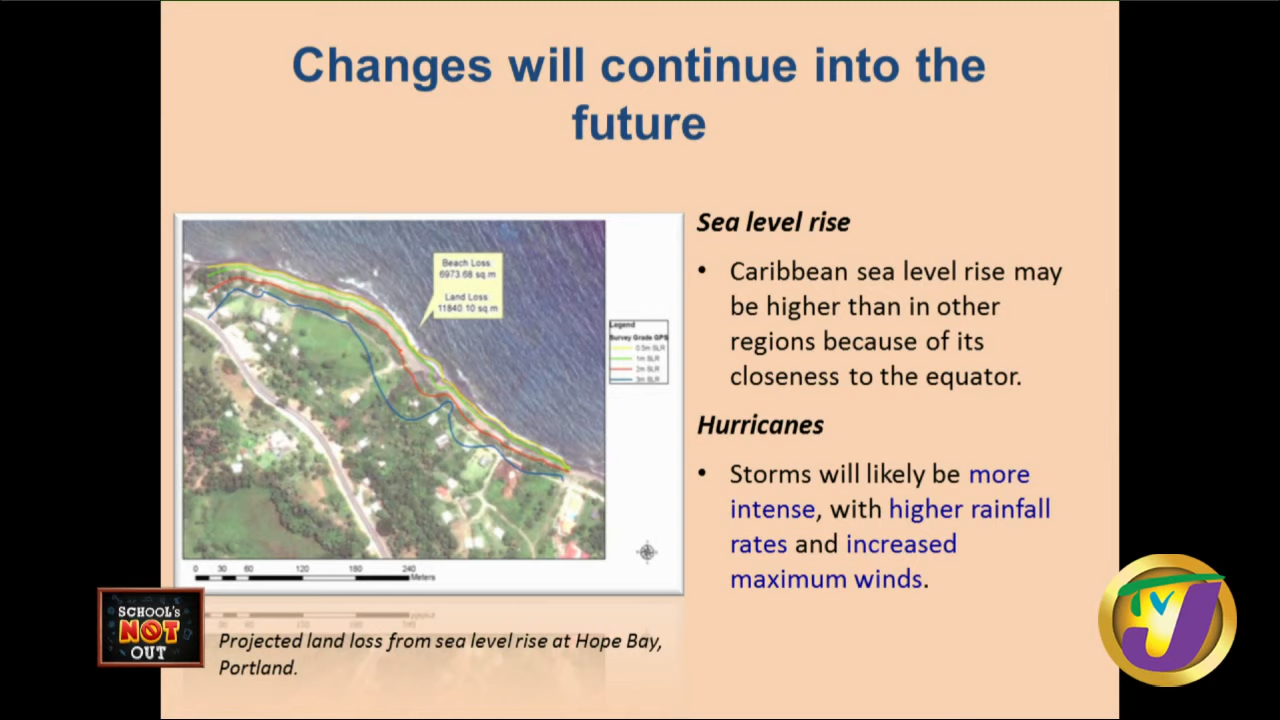 Changes will continue into the
future
Beach Loss
6973.68 sq.m
Land Loss
11840.10 sq.m
Legend
Survey Grade GPS
0.5m SLR
1m SLR
2m SLR
3m SLR
0 30 60 120 180 240
Meters
Projected land loss from sea level rise at Hope Bay,
Portland.
Sea level rise
• Caribbean sea level rise may
be higher than in other
regions because of its
closeness to the equator.
Hurricanes
• Storms will likely be more
intense, with higher rainfall
rates and increased
maximum winds.
SCHOOL's
NOT
OUT
TVJ